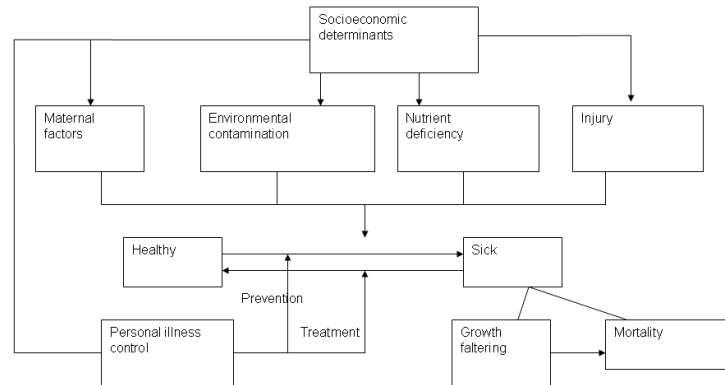 Socioeconomic
determinants
Maternal
factors
Environmental
contamination
Nutrient
deficiency
Injury
Healthy
Sick
Prevention
Treatment
Personal illness
control
Growth
faltering
Mortality